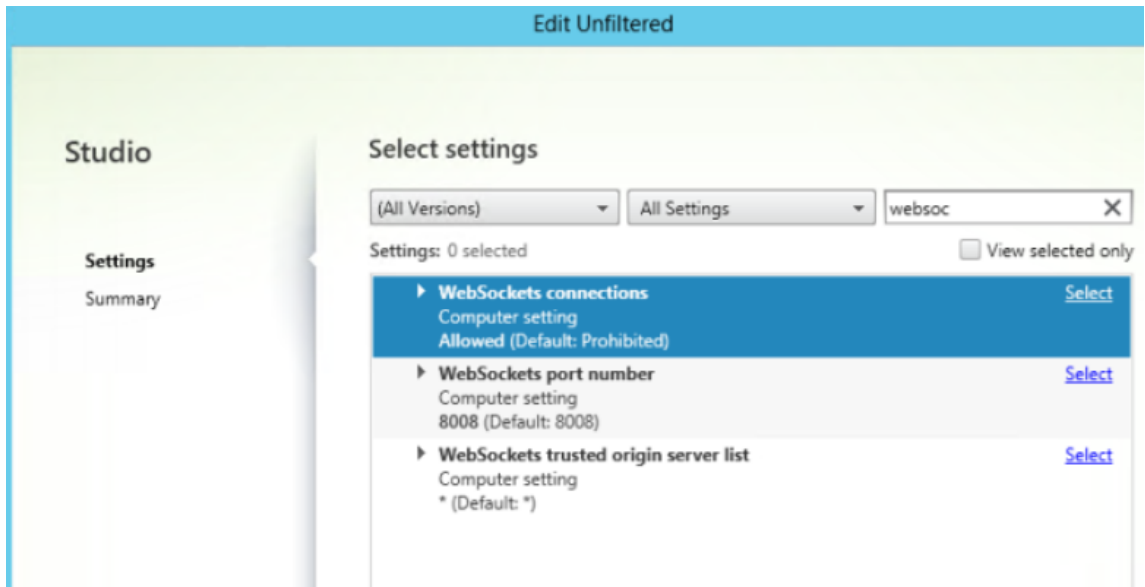 Edit Unfiltered
Studio
Settings
Summary
Select settings
(All Versions) All Settings websoc
Settings: 0 selected View selected only
WebSockets connections Select
Computer setting
Allowed (Default: Prohibited)
WebSockets port number Select
Computer setting
8008 (Default: 8008)
WebSockets trusted origin server list Select
Computer setting
* (Default: *)